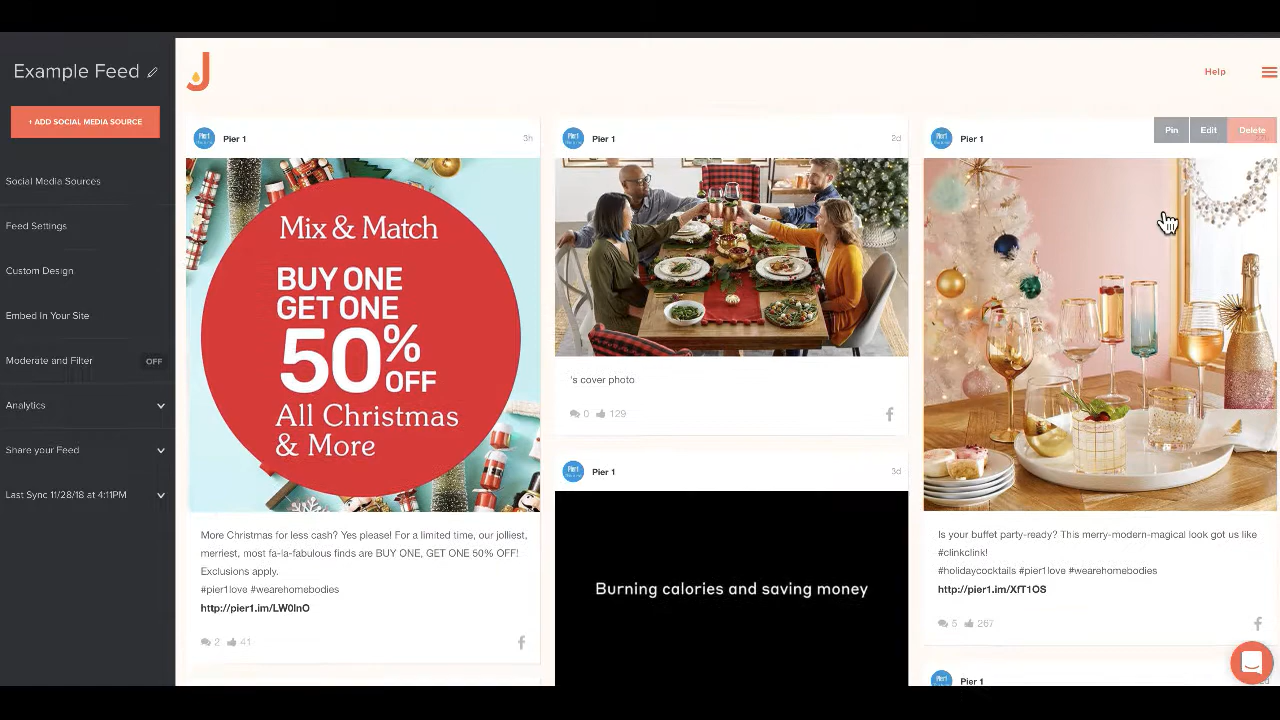 Example Feed
+ ADD SOCIAL MEDIA SOURCE
Social Media Sources
Feed Settings
Custom Design
Embed In Your Site
Moderate and Filter OFF
Analytics
Share your Feed
Last Sync 11/28/18 at 4:11PM
J
Help
Pier 1 3h
Mix & Match
BUY ONE
GET ONE
50% OFF
All Christmas
& More
More Christmas for less cash? Yes please! For a limited time, our jolliest,
merriest, most fa-la-fabulous finds are BUY ONE, GET ONE 50% OFF!
Exclusions apply.
#pier1love #wearehomebodies
http://pier1.im/LW0InO
2 41
Pier 1 2d
's cover photo
0 129
Pier 1 3d
Burning calories and saving money
Pier 1
Pin Edit Delete
Is your buffet party-ready? This merry-modern-magical look got us like
#clinkclink!
#holidaycocktails #pier1love #wearehomebodies
http://pier1.im/XfT1OS
5 267
Pier 1